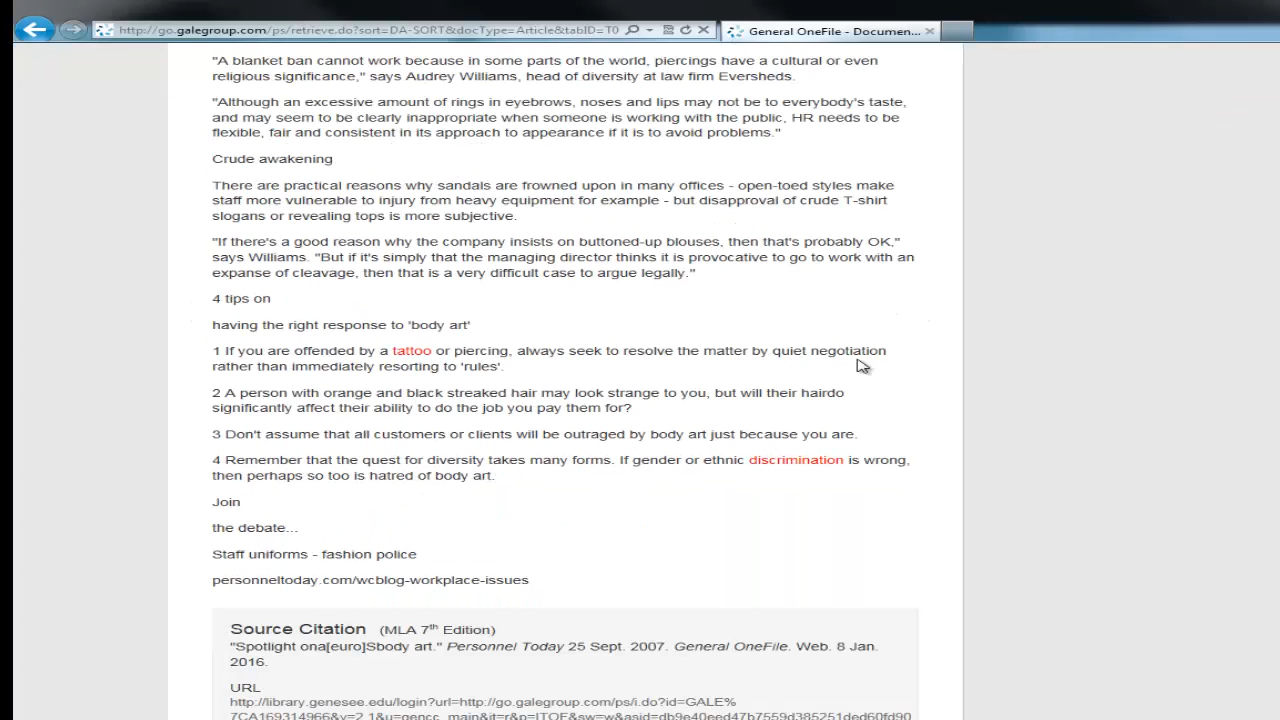 http://go.galegroup.com/ps/retrieve.do?sort=DA-SORT&docType=Article&tabID=T0
General OneFile - Documen...
"A blanket ban cannot work because in some parts of the world, piercings have a cultural or even
religious significance," says Audrey Williams, head of diversity at law firm Eversheds.
"Although an excessive amount of rings in eyebrows, noses and lips may not be to everybody's taste,
and may seem to be clearly inappropriate when someone is working with the public, HR needs to be
flexible, fair and consistent in its approach to appearance if it is to avoid problems."
Crude awakening
There are practical reasons why sandals are frowned upon in many offices - open-toed styles make
staff more vulnerable to injury from heavy equipment for example - but disapproval of crude T-shirt
slogans or revealing tops is more subjective.
"If there's a good reason why the company insists on buttoned-up blouses, then that's probably OK,"
says Williams. "But if it's simply that the managing director thinks it is provocative to go to work with an
expanse of cleavage, then that is a very difficult case to argue legally."
4 tips on
having the right response to 'body art'
1 If you are offended by a tattoo or piercing, always seek to resolve the matter by quiet negotiation
rather than immediately resorting to 'rules'.
2 A person with orange and black streaked hair may look strange to you, but will their hairdo
significantly affect their ability to do the job you pay them for?
3 Don't assume that all customers or clients will be outraged by body art just because you are.
4 Remember that the quest for diversity takes many forms. If gender or ethnic discrimination is wrong,
then perhaps so too is hatred of body art.
Join
the debate...
Staff uniforms - fashion police
personneltoday.com/wcblog-workplace-issues
Source Citation (MLA 7th Edition)
"Spotlight ona[euro]Sbody art." Personnel Today 25 Sept. 2007. General OneFile. Web. 8 Jan.
2016.
URL
http://library.genesee.edu/login?url=http://go.galegroup.com/ps/i.do?id=GALE%
7CA169314966&v=2.1&u=gencc_main&it=r&p=ITOF&sw=w&asid=db9e40eed47b7559d385251ded60fd90